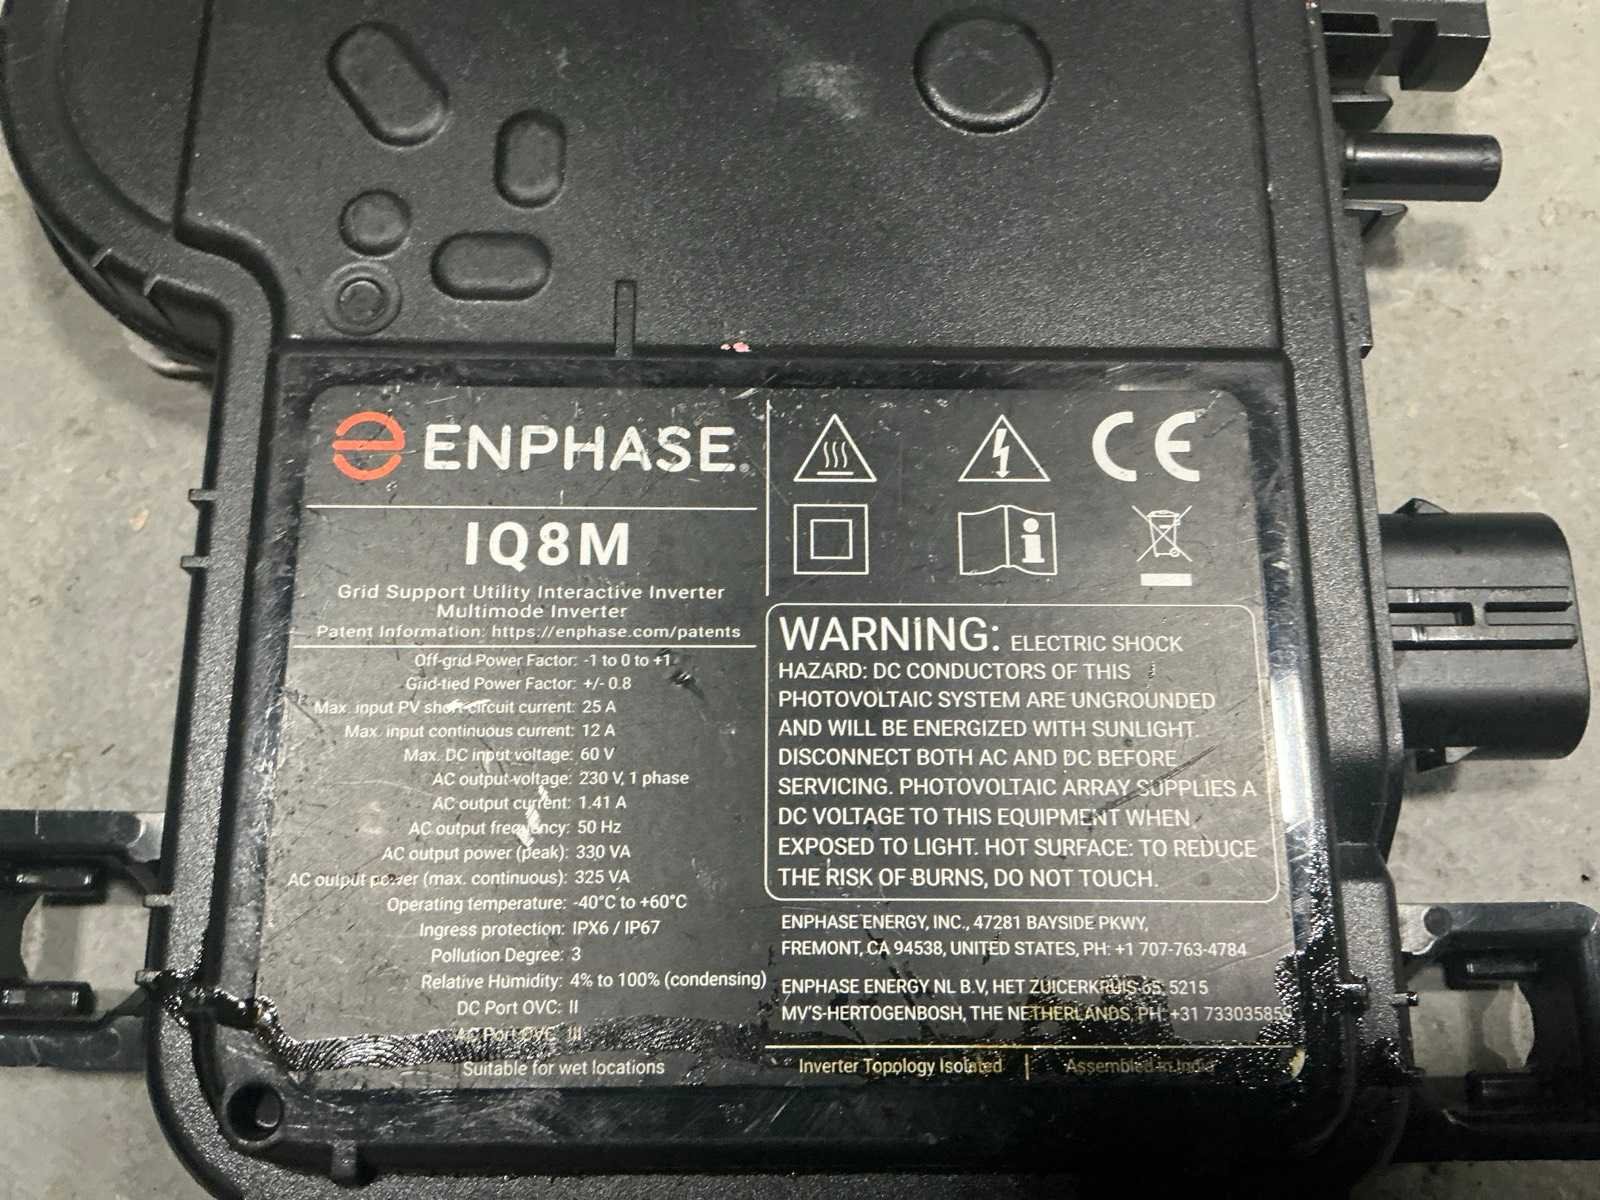 ENPHASE®
IQ8M
Grid Support Utility Interactive Inverter
Multimode Inverter
Patent Information: https://enphase.com/patents
Off-grid Power Factor: -1 to 0 to +1
Grid-tied Power Factor: +/- 0.8
Max. input PV short-circuit current: 25 A
Max. input continuous current: 12 A
Max. DC input voltage: 60 V
AC output voltage: 230 V, 1 phase
AC output current: 1.41 A
AC output frequency: 50 Hz
AC output power (peak): 330 VA
AC output power (max. continuous): 325 VA
Operating temperature: -40°C to +60°C
Ingress protection: IPX6 / IP67
Pollution Degree: 3
Relative Humidity: 4% to 100% (condensing)
DC Port OVC: II
AC Port OVC: III
Suitable for wet locations
CE
WARNING: ELECTRIC SHOCK
HAZARD: DC CONDUCTORS OF THIS
PHOTOVOLTAIC SYSTEM ARE UNGROUNDED
AND WILL BE ENERGIZED WITH SUNLIGHT.
DISCONNECT BOTH AC AND DC BEFORE
SERVICING. PHOTOVOLTAIC ARRAY SUPPLIES A
DC VOLTAGE TO THIS EQUIPMENT WHEN
EXPOSED TO LIGHT. HOT SURFACE: TO REDUCE
THE RISK OF BURNS, DO NOT TOUCH.
ENPHASE ENERGY, INC., 47281 BAYSIDE PKWY,
FREMONT, CA 94538, UNITED STATES, PH: +1 707-763-4784
ENPHASE ENERGY NL B.V, HET ZUICERKRUIS 65, 5215
MV'S-HERTOGENBOSH, THE NETHERLANDS, PH: +31 733035859
Inverter Topology Isolated | Assembled in India